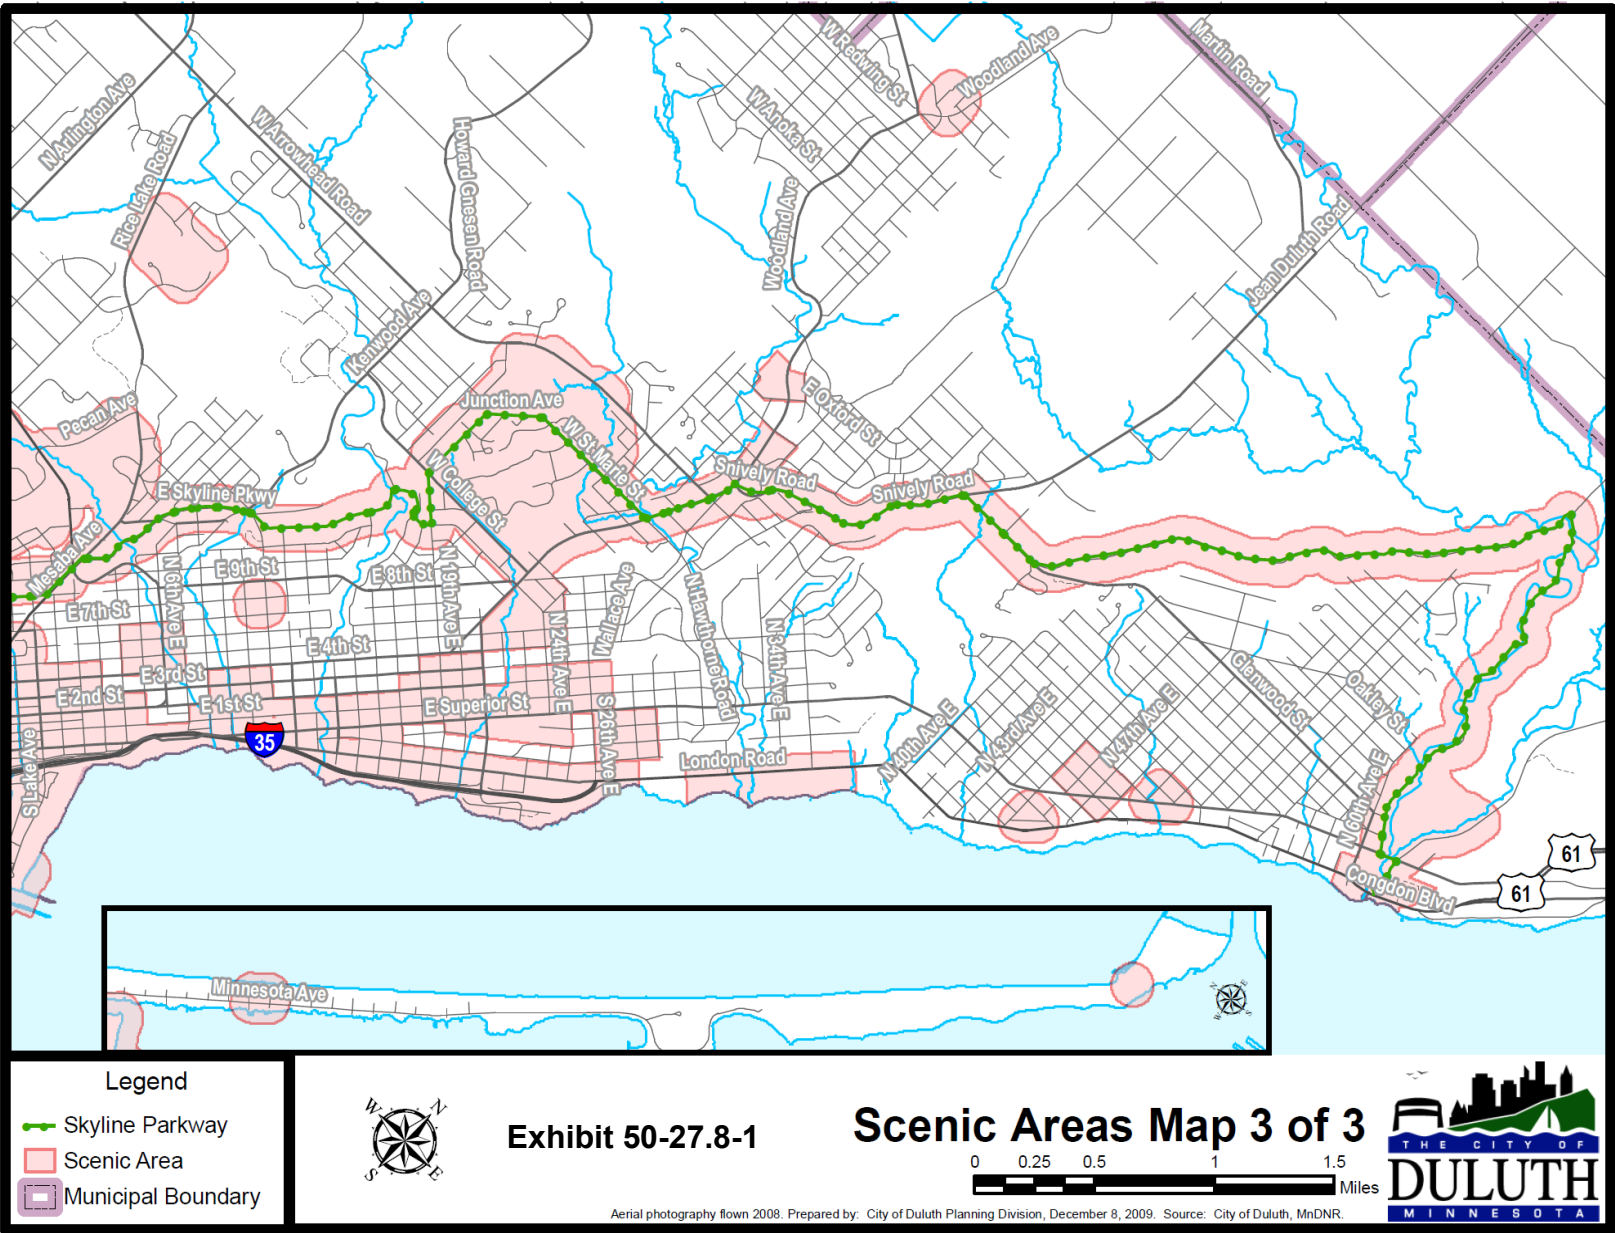 N Arlington Ave
Rice Lake Road
W Arrowhead Road
Howard Gnesen Road
W Redwing St
Woodland Ave
W Anoka St
Woodland Ave
Martin Road
Jean Duluth Road
Kenwood Ave
Pecan Ave
Junction Ave
W St Marie St
W College St
E Oxford St
Snively Road
Snively Road
E Skyline Pkwy
Mesaba Ave
N 6th Ave E
E 9th St
E 8th St
N 19th Ave E
E 7th St
E 4th St
E 3rd St
E 2nd St
E 1st St
E Superior St
N 24th Ave E
Wallace Ave
N Hawthorne Road
N 34th Ave E
S 26th Ave E
London Road
N 40th Ave E
N 43rd Ave E
N 47th Ave E
Glenwood St
Oakley St
N 60th Ave E
Congdon Blvd
S Lake Ave
35
61
61
Minnesota Ave
N
E
S
W
Legend
Skyline Parkway
Scenic Area
Municipal Boundary
W
N
S
E
Exhibit 50-27.8-1
Scenic Areas Map 3 of 3
0 0.25 0.5 1 1.5
Miles
Aerial photography flown 2008. Prepared by: City of Duluth Planning Division, December 8, 2009. Source: City of Duluth, MnDNR.
THE CITY OF
DULUTH
MINNESOTA